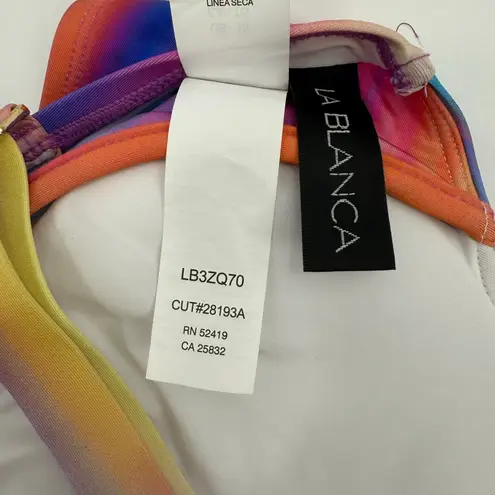 LINEA SECA
LA BLANCA
LB3ZQ70
CUT#28193A
RN 52419
CA 25832